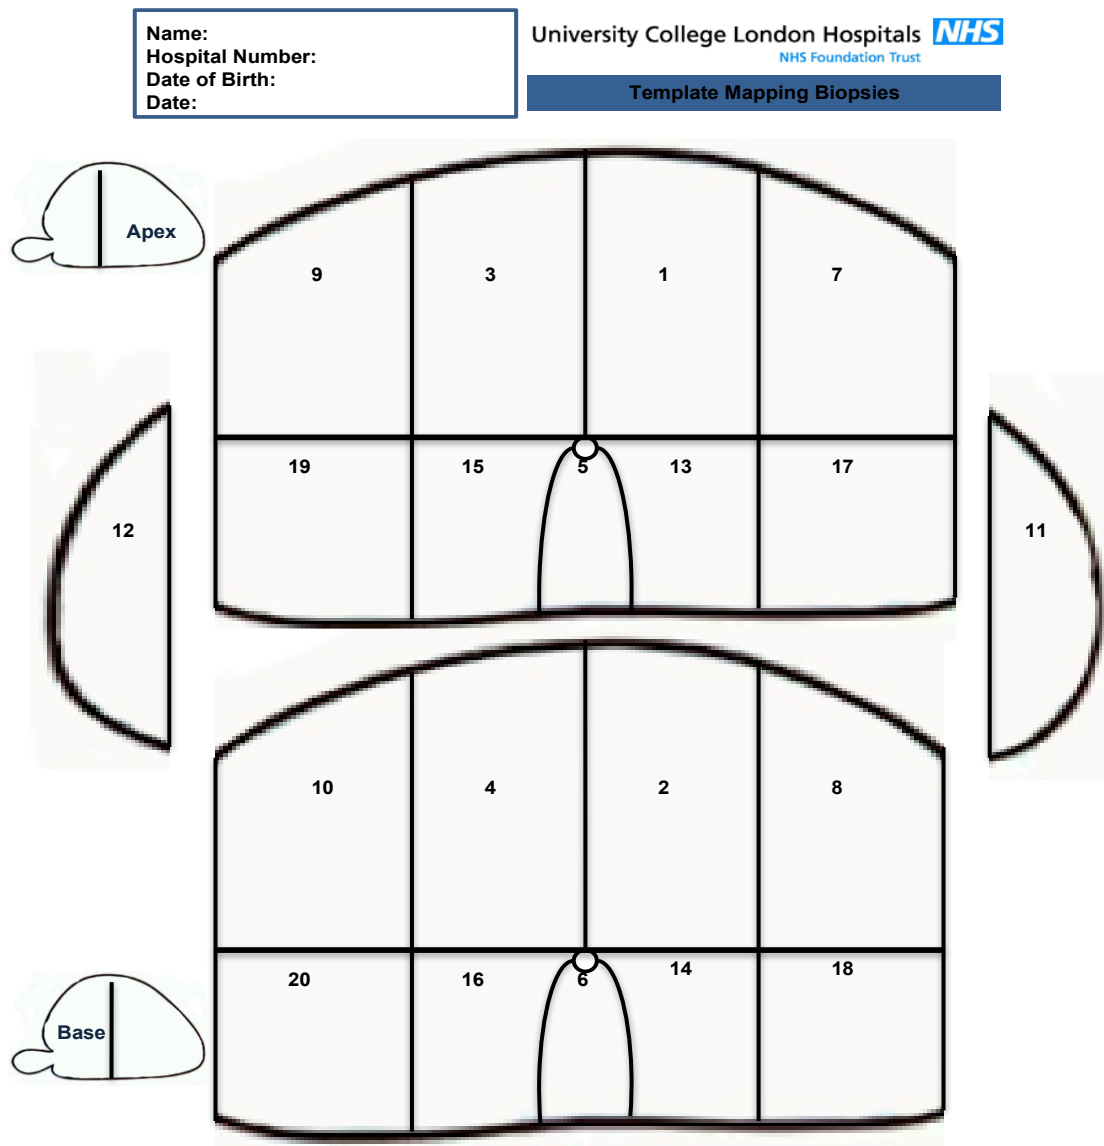 Name:
Hospital Number:
Date of Birth:
Date:
University College London Hospitals NHS
NHS Foundation Trust
Template Mapping Biopsies
Apex
9 3 1 7
19 15 5 13 17
12 11
10 4 2 8
20 16 6 14 18
Base